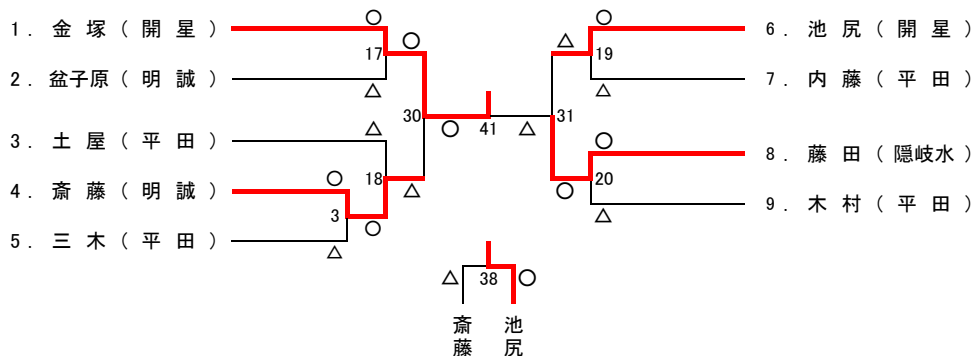 1. 金塚(開星)
2. 盆子原(明誠)
3. 土屋(平田)
4. 斎藤(明誠)
5. 三木(平田)
○
17
△
○
30
△
18
○
3
△
○
△
○
41
△
6. 池尻(開星)
7. 内藤(平田)
8. 藤田(隠岐水)
9. 木村(平田)
○
△
19
△
31
○
20
○
△
△
38
○
斎藤
池尻